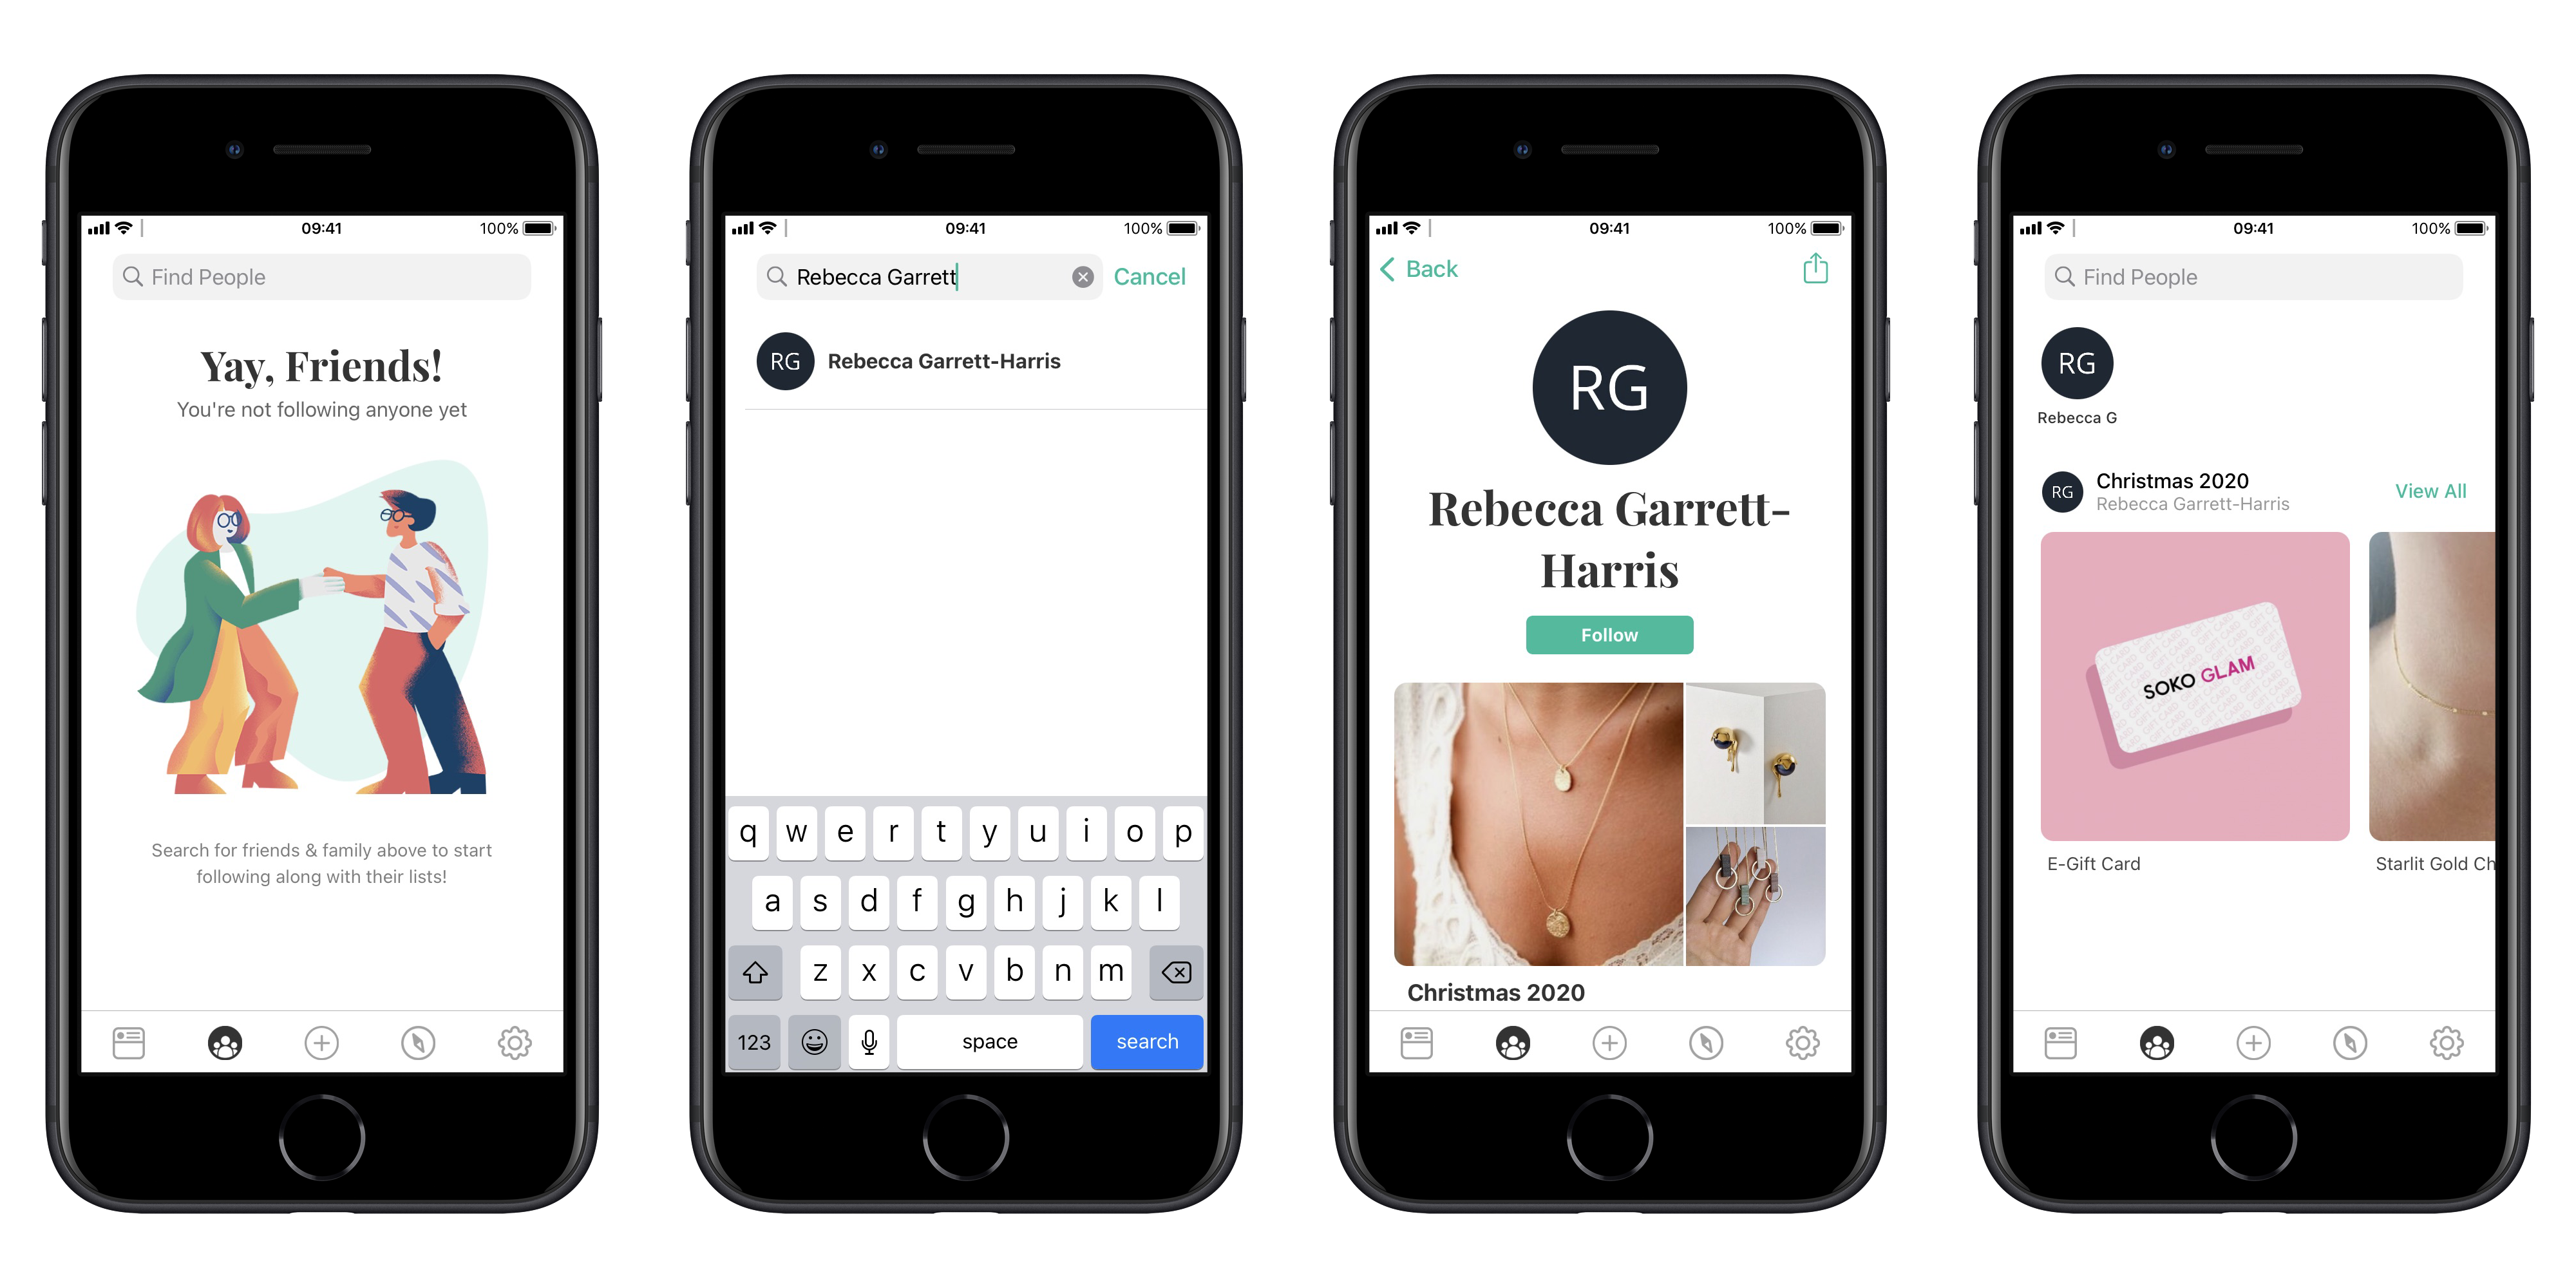 09:41
100%
Find People
Yay, Friends!
You're not following anyone yet
Search for friends & family above to start
following along with their lists!
09:41
100%
Rebecca Garrett
Cancel
RG
Rebecca Garrett-Harris
q w e r t y u i o p
a s d f g h j k l
z x c v b n m
123
space
search
09:41
100%
Back
RG
Rebecca Garrett-
Harris
Follow
Christmas 2020
09:41
100%
Find People
RG
Rebecca G
RG
Christmas 2020
Rebecca Garrett-Harris
View All
SOKO GLAM
E-Gift Card
Starlit Gold Ch